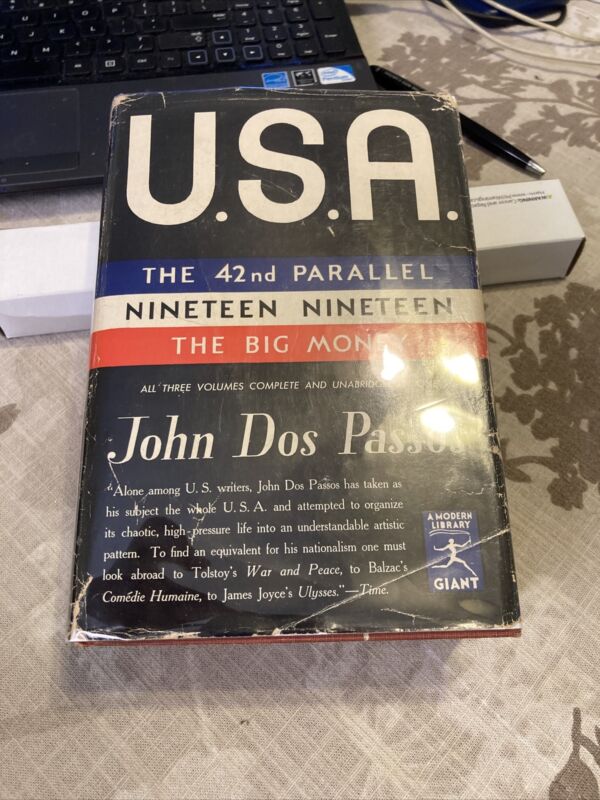 U.S.A.
THE 42nd PARALLEL
NINETEEN NINETEEN
THE BIG MONEY
ALL THREE VOLUMES COMPLETE AND
John Dos Passos
"Alone among U. S. writers, John Dos Passos has taken as
his subject the whole U. S. A. and attempted to organize
its chaotic, high-pressure life into an understandable artistic
pattern. To find an equivalent for his nationalism one must
look abroad to Tolstoy's War and Peace, to Balzac's
Comédie Humaine, to James Joyce's Ulysses."—Time.
A MODERN
LIBRARY
GIANT